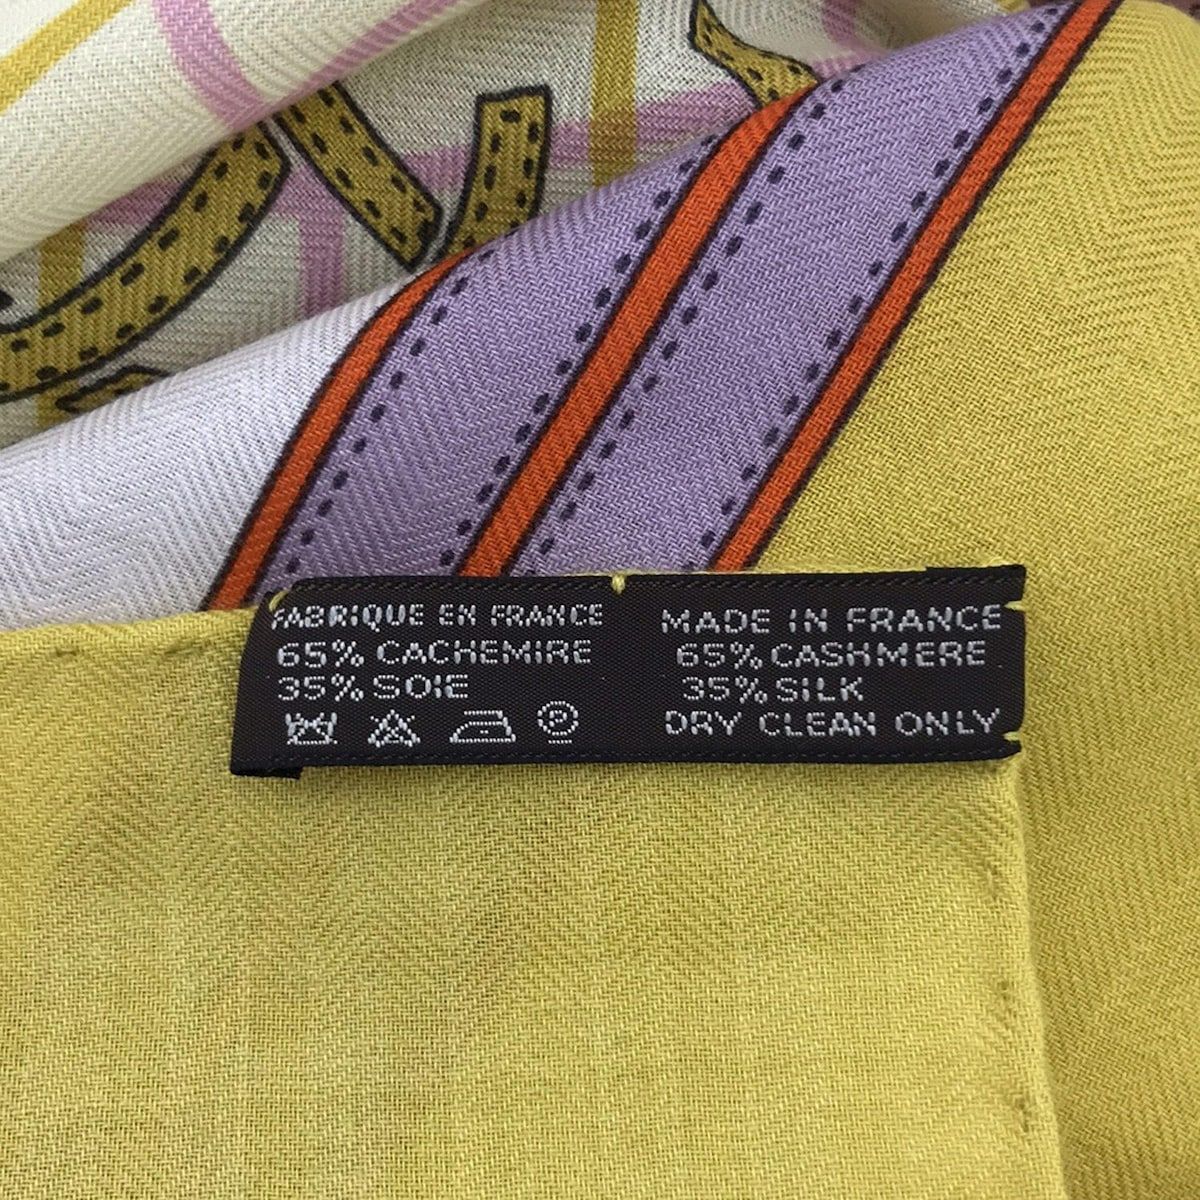 FABRIQUE EN FRANCE
65% CACHEMIRE
35% SOIE
P
MADE IN FRANCE
65% CASHMERE
35% SILK
DRY CLEAN ONLY